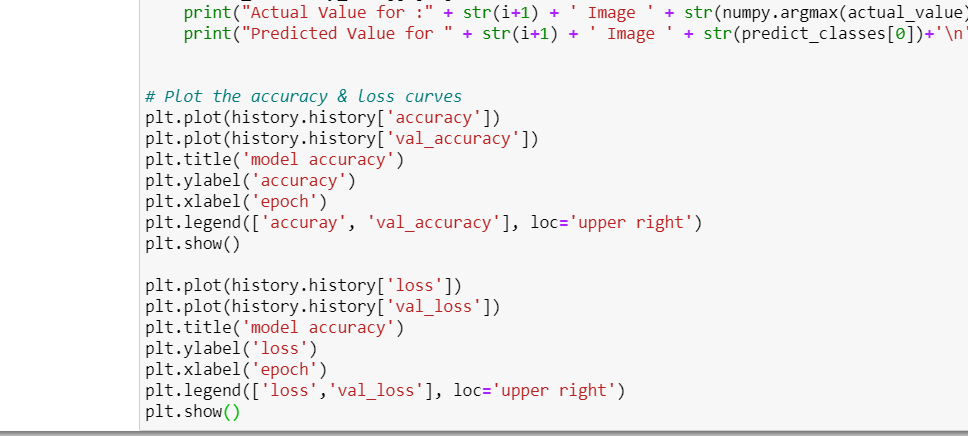 print("Actual Value for :" + str(i+1) + ' Image ' + str(numpy.argmax(actual_value)
print("Predicted Value for " + str(i+1) + ' Image ' + str(predict_classes[0])+'\n'
# Plot the accuracy & loss curves
plt.plot(history.history['accuracy'])
plt.plot(history.history['val_accuracy'])
plt.title('model accuracy')
plt.ylabel('accuracy')
plt.xlabel('epoch')
plt.legend(['accuray', 'val_accuracy'], loc='upper right')
plt.show()
plt.plot(history.history['loss'])
plt.plot(history.history['val_loss'])
plt.title('model accuracy')
plt.ylabel('loss')
plt.xlabel('epoch')
plt.legend(['loss','val_loss'], loc='upper right')
plt.show()